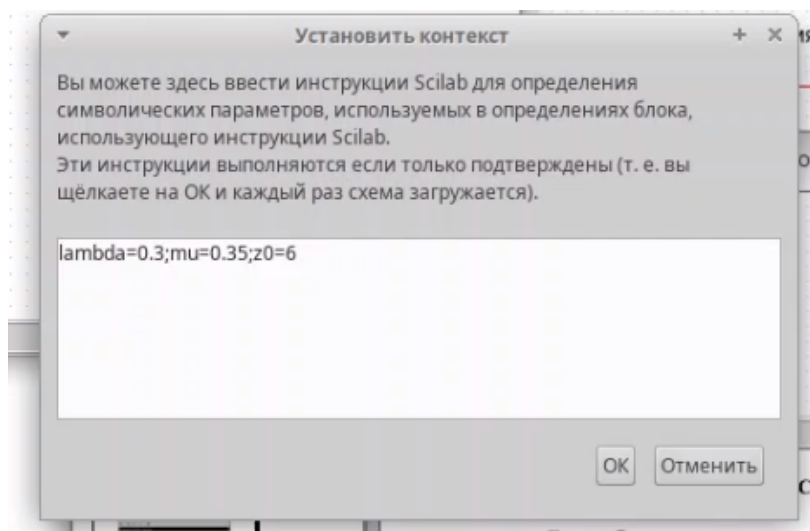 Установить контекст
Вы можете здесь ввести инструкции Scilab для определения
символических параметров, используемых в определениях блока,
использующего инструкции Scilab.
Эти инструкции выполняются если только подтверждены (т. е. вы
щёлкаете на ОК и каждый раз схема загружается).
lambda=0.3;mu=0.35;z0=6
ОК Отменить